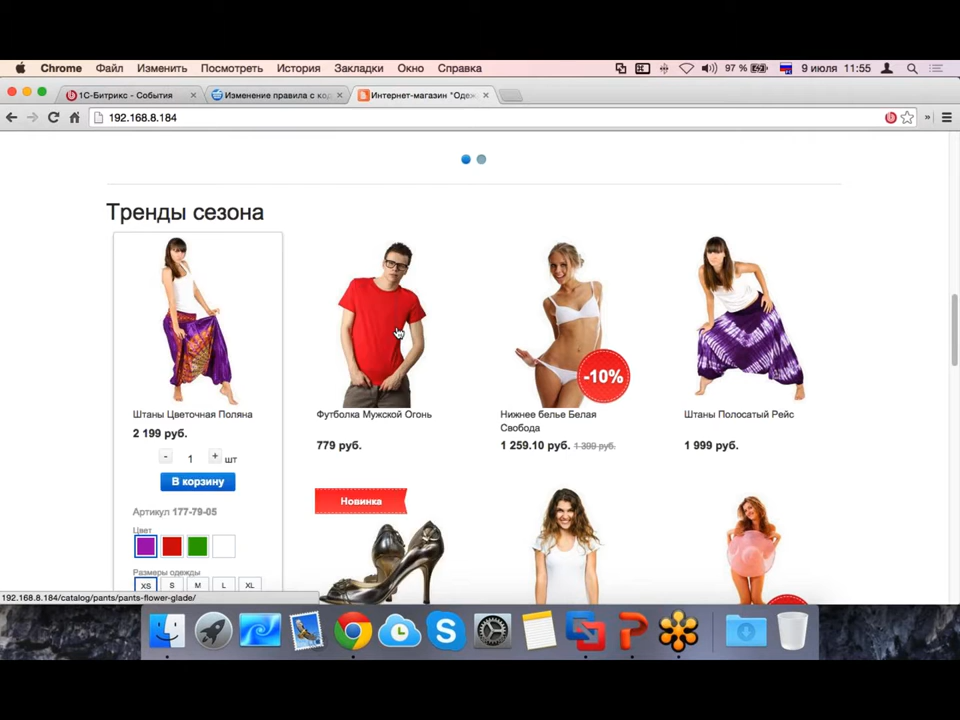 Chrome Файл Изменить Посмотреть История Закладки Окно Справка 97 % 9 июля 11:55
1С-Битрикс - События Изменение правила с код Интернет-магазин "Одеж
192.168.8.184
Тренды сезона
-10%
Штаны Цветочная Поляна
2 199 руб.
- 1 + шт
В корзину
Артикул 177-79-05
Цвет
Размеры одежды
XS S M L XL
Футболка Мужской Огонь
779 руб.
Нижнее белье Белая
Свобода
1 259.10 руб. 1 399 руб.
Штаны Полосатый Рейс
1 999 руб.
Новинка
192.168.8.184/catalog/pants/pants-flower-glade/